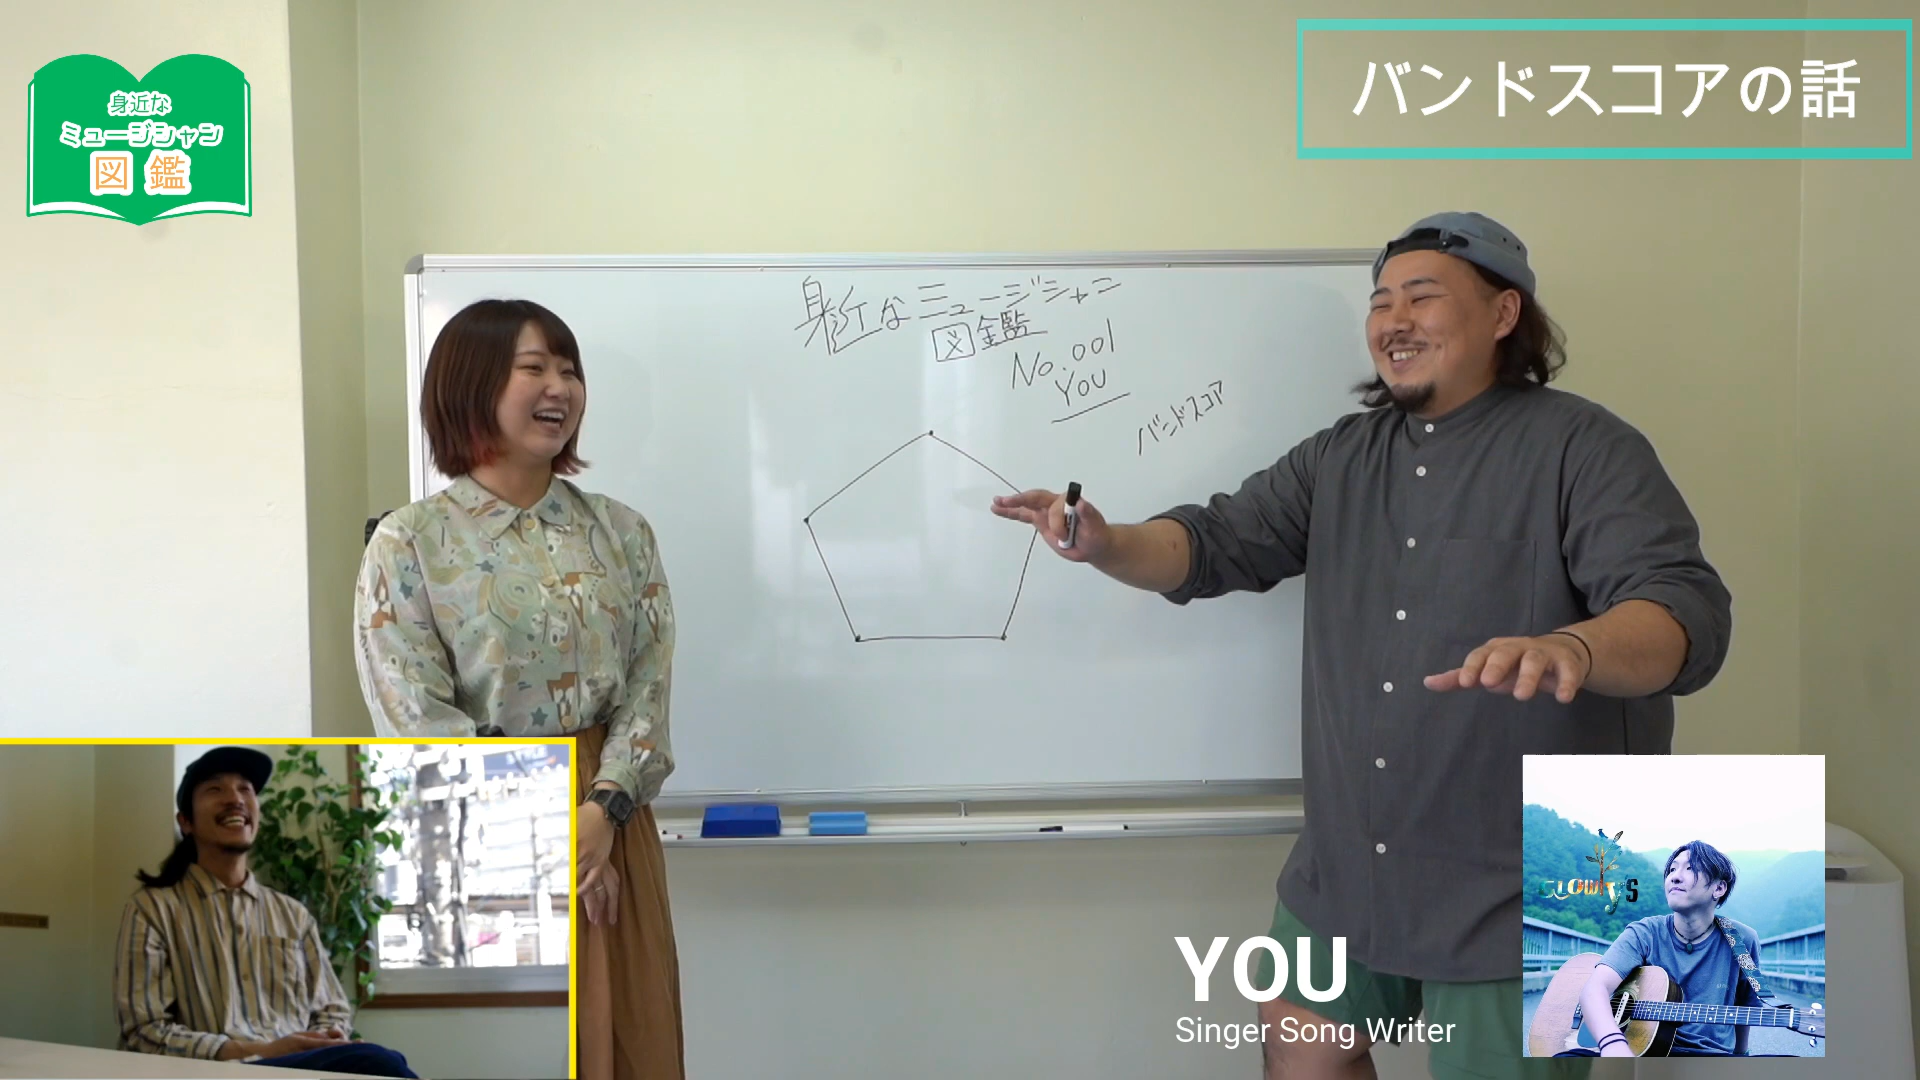 身近な
ミュージシャン
図鑑
バンドスコアの話
身近なミュージシャン
図鑑
No.001
YOU
バンドスコア
YOU
Singer Song Writer